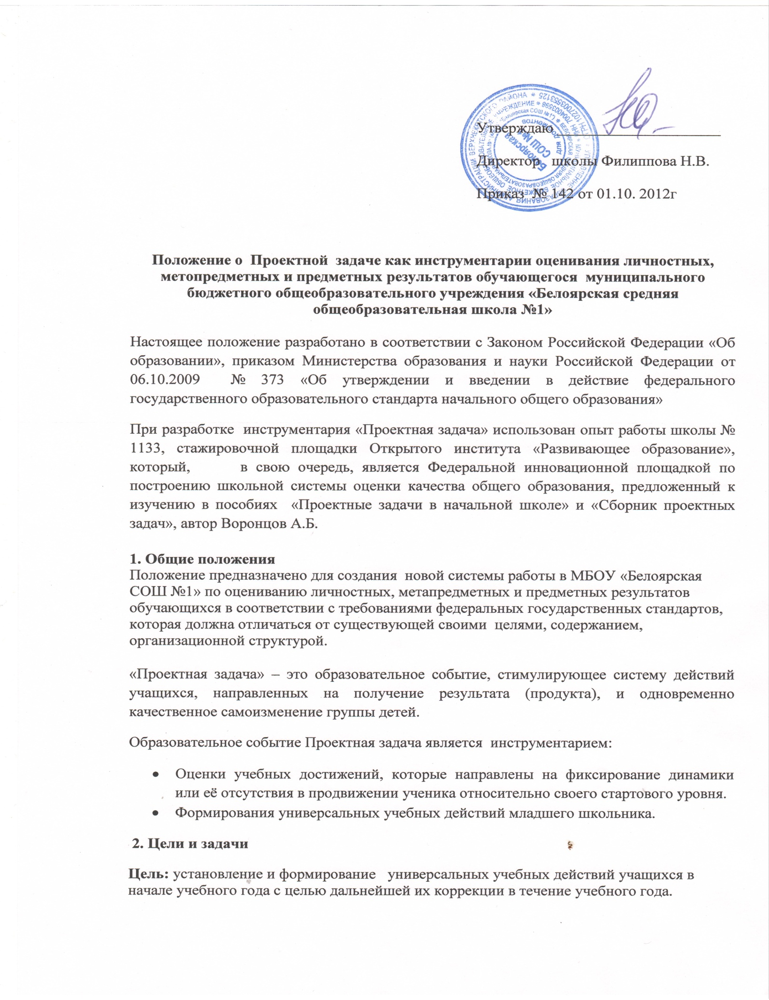 Утверждаю ______________________
Директор школы Филиппова Н.В.
Приказ № 142 от 01.10. 2012г
Белоярская
СОШ №1
для документов
Положение о Проектной задаче как инструментарии оценивания личностных,
метопредметных и предметных результатов обучающегося муниципального
бюджетного общеобразовательного учреждения «Белоярская средняя
общеобразовательная школа №1»
Настоящее положение разработано в соответствии с Законом Российской Федерации «Об
образовании», приказом Министерства образования и науки Российской Федерации от
06.10.2009 № 373 «Об утверждении и введении в действие федерального
государственного образовательного стандарта начального общего образования»
При разработке инструментария «Проектная задача» использован опыт работы школы №
1133, стажировочной площадки Открытого института «Развивающее образование»,
который, в свою очередь, является Федеральной инновационной площадкой по
построению школьной системы оценки качества общего образования, предложенный к
изучению в пособиях «Проектные задачи в начальной школе» и «Сборник проектных
задач», автор Воронцов А.Б.
1. Общие положения
Положение предназначено для создания новой системы работы в МБОУ «Белоярская
СОШ №1» по оцениванию личностных, метапредметных и предметных результатов
обучающихся в соответствии с требованиями федеральных государственных стандартов,
которая должна отличаться от существующей своими целями, содержанием,
организационной структурой.
«Проектная задача» – это образовательное событие, стимулирующее систему действий
учащихся, направленных на получение результата (продукта), и одновременно
качественное самоизменение группы детей.
Образовательное событие Проектная задача является инструментарием:
• Оценки учебных достижений, которые направлены на фиксирование динамики
или её отсутствия в продвижении ученика относительно своего стартового уровня.
• Формирования универсальных учебных действий младшего школьника.
2. Цели и задачи
Цель: установление и формирование универсальных учебных действий учащихся в
начале учебного года с целью дальнейшей их коррекции в течение учебного года.